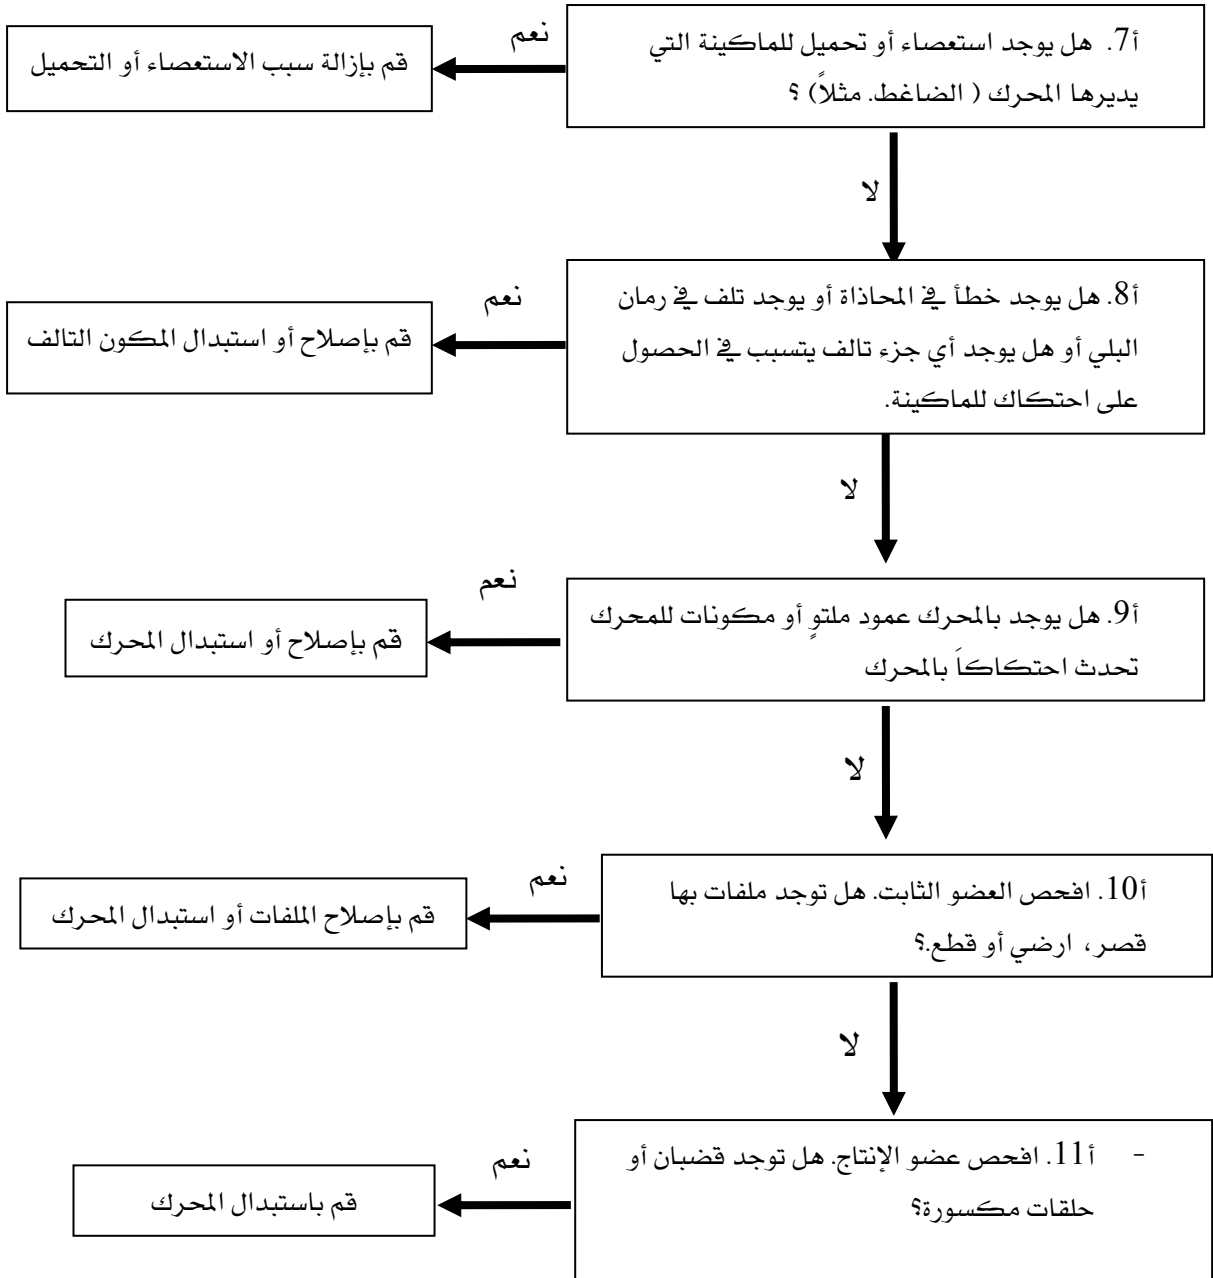 أ7. هل يوجد استعصاء أو تحميل للماكينة التي
يديرها المحرك ( الضاغط. مثلاً) ؟
نعم
قم بإزالة سبب الاستعصاء أو التحميل
لا
أ8. هل يوجد خطأ في المحاذاة أو يوجد تلف في رمان
البلي أو هل يوجد أي جزء تالف يتسبب في الحصول
على احتكاك للماكينة.
نعم
قم بإصلاح أو استبدال المكون التالف
لا
أ9. هل يوجد بالمحرك عمود ملتوٍ أو مكونات للمحرك
تحدث احتكاكاَ بالمحرك
نعم
قم بإصلاح أو استبدال المحرك
لا
أ10. افحص العضو الثابت. هل توجد ملفات بها
قصر، ارضي أو قطع.؟
نعم
قم بإصلاح الملفات أو استبدال المحرك
لا
- أ11. افحص عضو الإنتاج. هل توجد قضبان أو
حلقات مكسورة؟
نعم
قم باستبدال المحرك